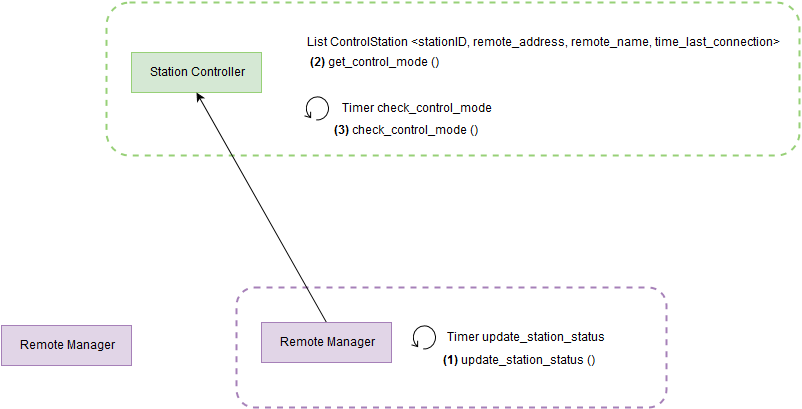 List ControlStation <stationID, remote_address, remote_name, time_last_connection>
Station Controller
(2) get_control_mode ()
Timer check_control_mode
(3) check_control_mode ()
Remote Manager
Remote Manager
Timer update_station_status
(1) update_station_status ()